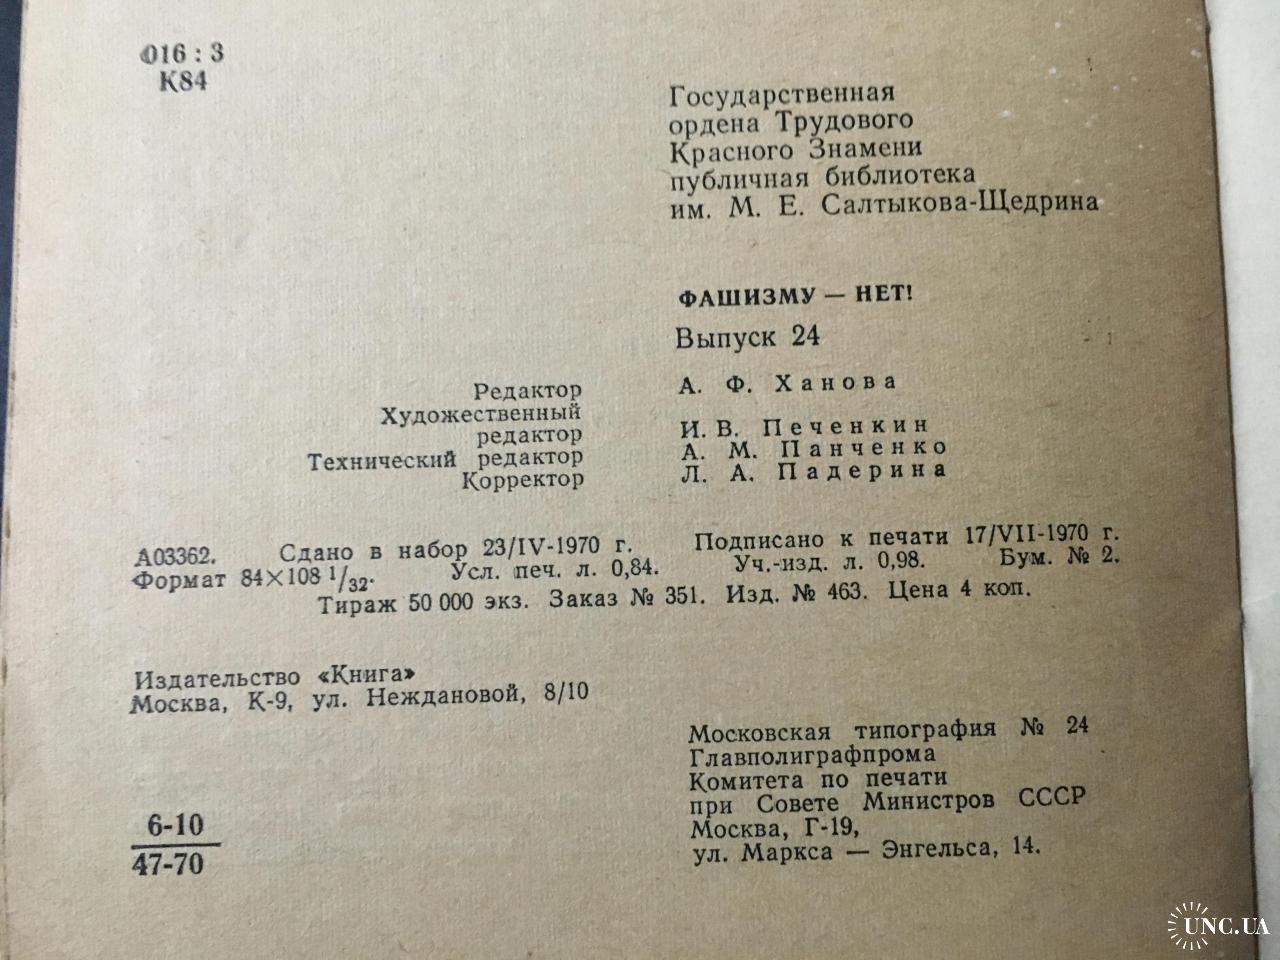 016 : 3
К84
Государственная
ордена Трудового
Красного Знамени
публичная библиотека
им. М. Е. Салтыкова-Щедрина
ФАШИЗМУ — НЕТ!
Выпуск 24
Редактор А. Ф. Ханова
Художественный
редактор И. В. Печенкин
Технический редактор А. М. Панченко
Корректор Л. А. Падерина
А03362. Сдано в набор 23/IV-1970 г. Подписано к печати 17/VII-1970 г.
Формат 84×108 1/32. Усл. печ. л. 0,84. Уч.-изд. л. 0,98. Бум. № 2.
Тираж 50 000 экз. Заказ № 351. Изд. № 463. Цена 4 коп.
Издательство «Книга»
Москва, К-9, ул. Неждановой, 8/10
Московская типография № 24
Главполиграфпрома
Комитета по печати
при Совете Министров СССР
Москва, Г-19,
ул. Маркса — Энгельса, 14.
6-10
47-70
UNC.UA